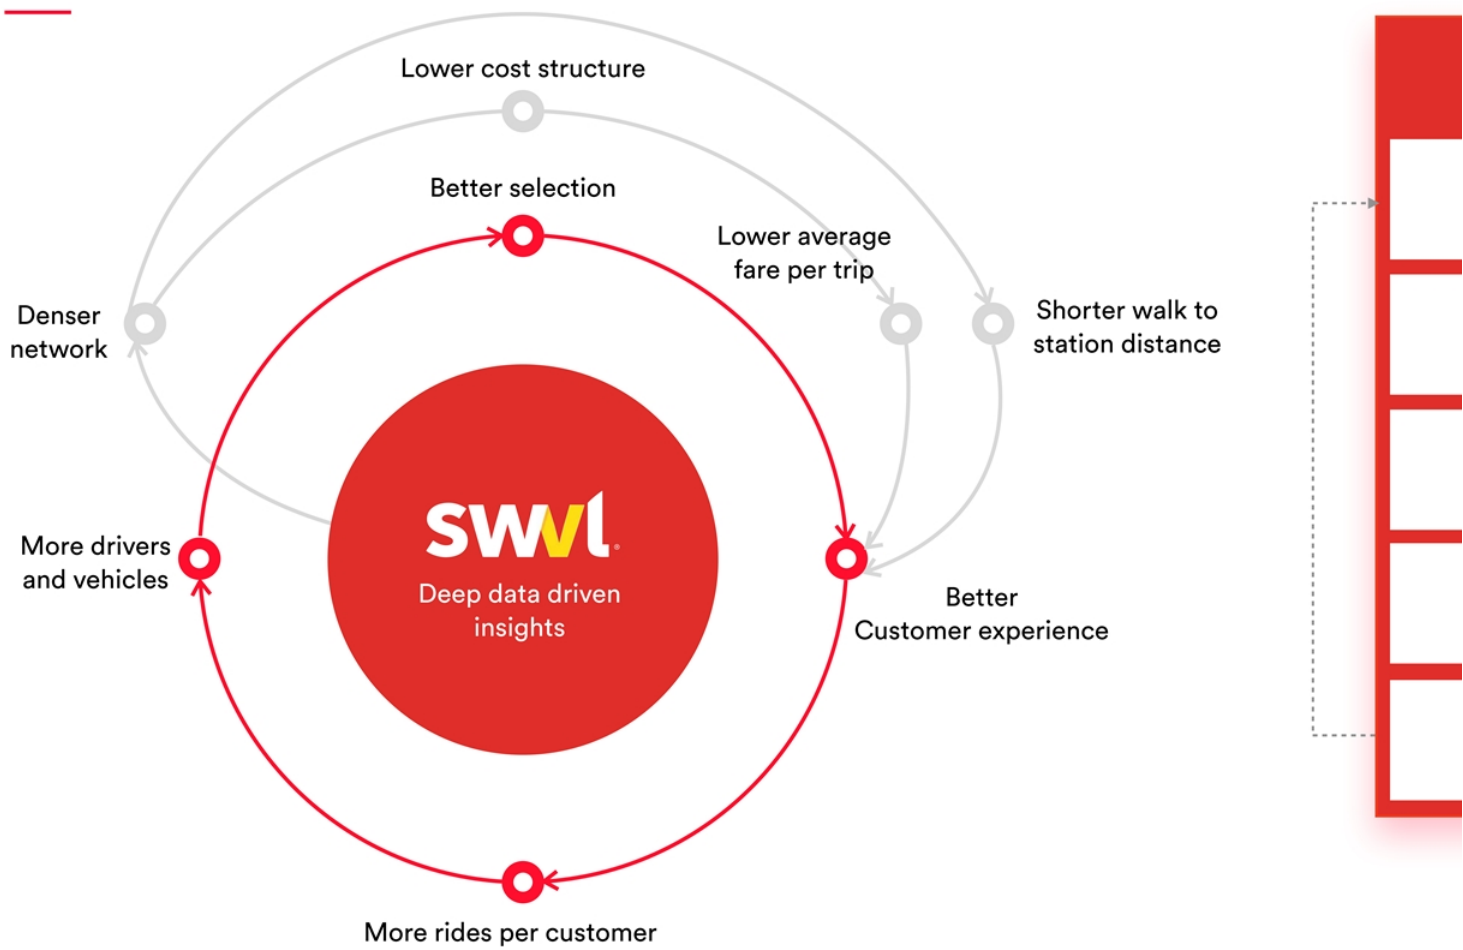 Lower cost structure
Better selection
Lower average
fare per trip
Denser
network
Shorter walk to
station distance
swvl
Deep data driven
insights
More drivers
and vehicles
Better
Customer experience
More rides per customer